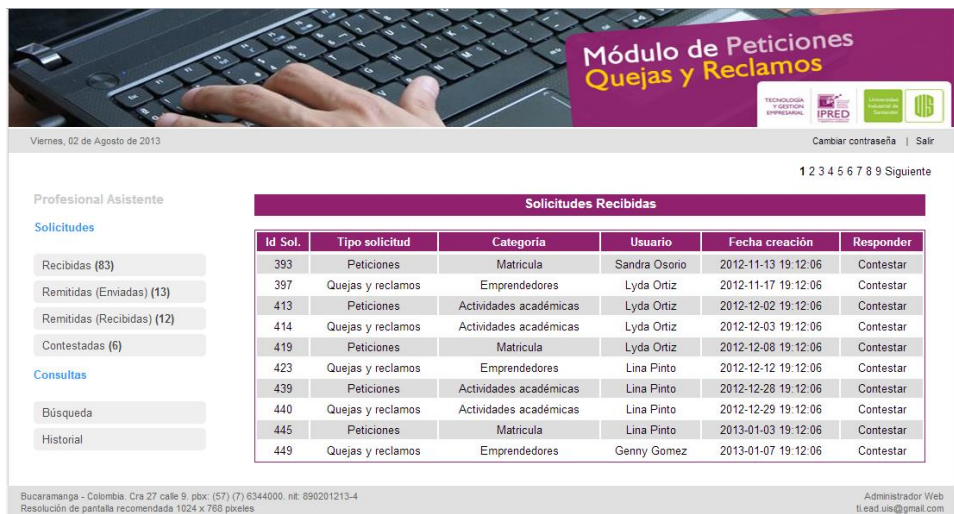 Módulo de Peticiones
Quejas y Reclamos
TECNOLOGÍA
Y GESTIÓN
EMPRESARIAL
IPRED
Universidad
Industrial de
Santander
UIS
Viernes, 02 de Agosto de 2013
Cambiar contraseña | Salir
1 2 3 4 5 6 7 8 9 Siguiente
Profesional Asistente
Solicitudes
Recibidas (83)
Remitidas (Enviadas) (13)
Remitidas (Recibidas) (12)
Contestadas (6)
Consultas
Búsqueda
Historial
Solicitudes Recibidas
Id Sol. Tipo solicitud Categoría Usuario Fecha creación Responder
393 Peticiones Matricula Sandra Osorio 2012-11-13 19:12:06 Contestar
397 Quejas y reclamos Emprendedores Lyda Ortiz 2012-11-17 19:12:06 Contestar
413 Peticiones Actividades académicas Lyda Ortiz 2012-12-02 19:12:06 Contestar
414 Quejas y reclamos Actividades académicas Lyda Ortiz 2012-12-03 19:12:06 Contestar
419 Peticiones Matricula Lyda Ortiz 2012-12-08 19:12:06 Contestar
423 Quejas y reclamos Emprendedores Lina Pinto 2012-12-12 19:12:06 Contestar
439 Peticiones Actividades académicas Lina Pinto 2012-12-28 19:12:06 Contestar
440 Quejas y reclamos Actividades académicas Lina Pinto 2012-12-29 19:12:06 Contestar
445 Peticiones Matricula Lina Pinto 2013-01-03 19:12:06 Contestar
449 Quejas y reclamos Emprendedores Genny Gomez 2013-01-07 19:12:06 Contestar
Bucaramanga - Colombia. Cra 27 calle 9. pbx: (57) (7) 6344000. nit: 890201213-4
Resolución de pantalla recomendada 1024 x 768 pixeles
Administrador Web
ti.ead.uis@gmail.com